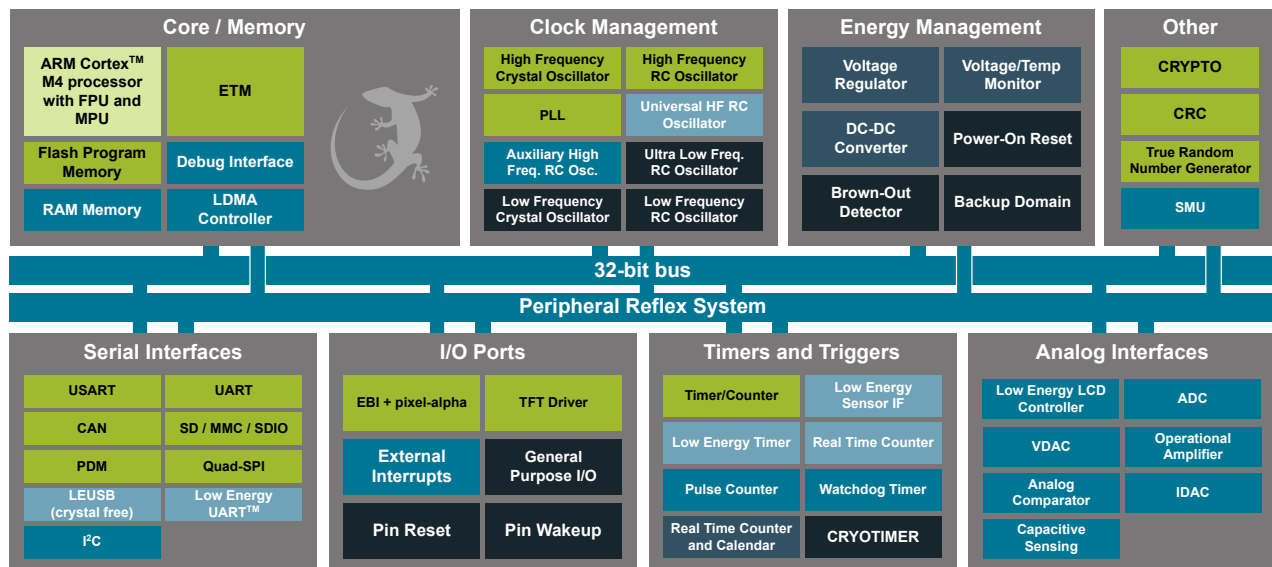 Core / Memory
ARM Cortex™
M4 processor
with FPU and
MPU
ETM
Flash Program
Memory
Debug Interface
RAM Memory
LDMA
Controller
Clock Management
High Frequency
Crystal Oscillator
High Frequency
RC Oscillator
PLL
Universal HF RC
Oscillator
Auxiliary High
Freq. RC Osc.
Ultra Low Freq.
RC Oscillator
Low Frequency
Crystal Oscillator
Low Frequency
RC Oscillator
Energy Management
Voltage
Regulator
Voltage/Temp
Monitor
DC-DC
Converter
Power-On Reset
Brown-Out
Detector
Backup Domain
Other
CRYPTO
CRC
True Random
Number Generator
SMU
32-bit bus
Peripheral Reflex System
Serial Interfaces
USART
UART
CAN
SD / MMC / SDIO
PDM
Quad-SPI
LEUSB
(crystal free)
Low Energy
UART™
I²C
I/O Ports
EBI + pixel-alpha
TFT Driver
External
Interrupts
General
Purpose I/O
Pin Reset
Pin Wakeup
Timers and Triggers
Timer/Counter
Low Energy
Sensor IF
Low Energy Timer
Real Time Counter
Pulse Counter
Watchdog Timer
Real Time Counter
and Calendar
CRYOTIMER
Analog Interfaces
Low Energy LCD
Controller
ADC
VDAC
Operational
Amplifier
Analog
Comparator
IDAC
Capacitive
Sensing